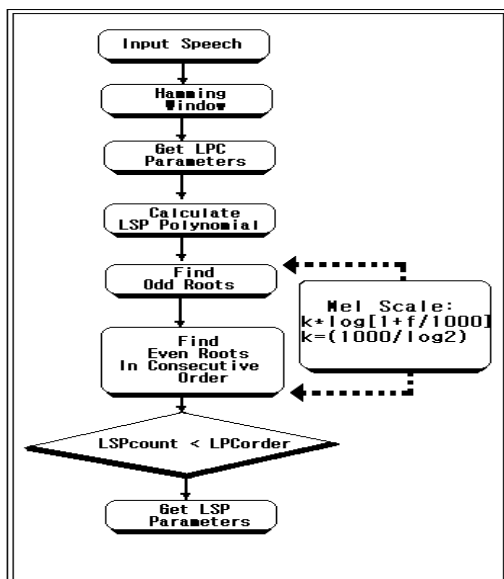 Input Speech
Hamming
Window
Get LPC
Parameters
Calculate
LSP Polynomial
Find
Odd Roots
Mel Scale:
k*log[1+f/1000]
k=(1000/log2)
Find
Even Roots
In Consecutive
Order
LSPcount < LPCorder
Get LSP
Parameters